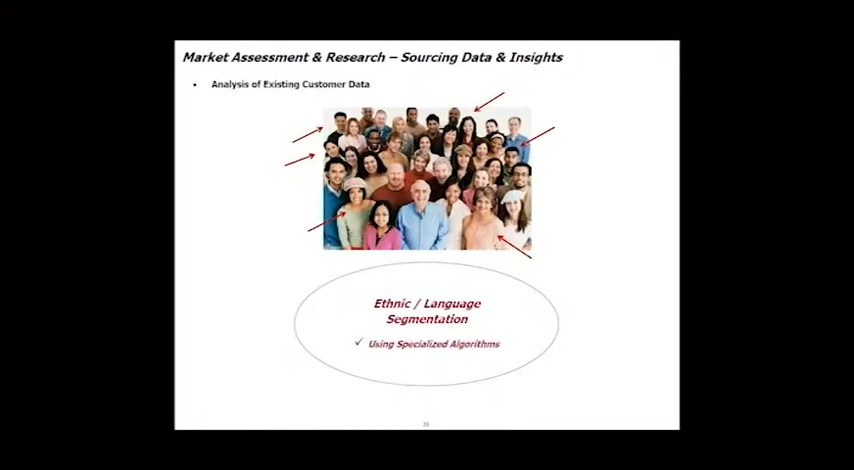 Market Assessment & Research – Sourcing Data & Insights
• Analysis of Existing Customer Data
Ethnic / Language
Segmentation
✓ Using Specialized Algorithms